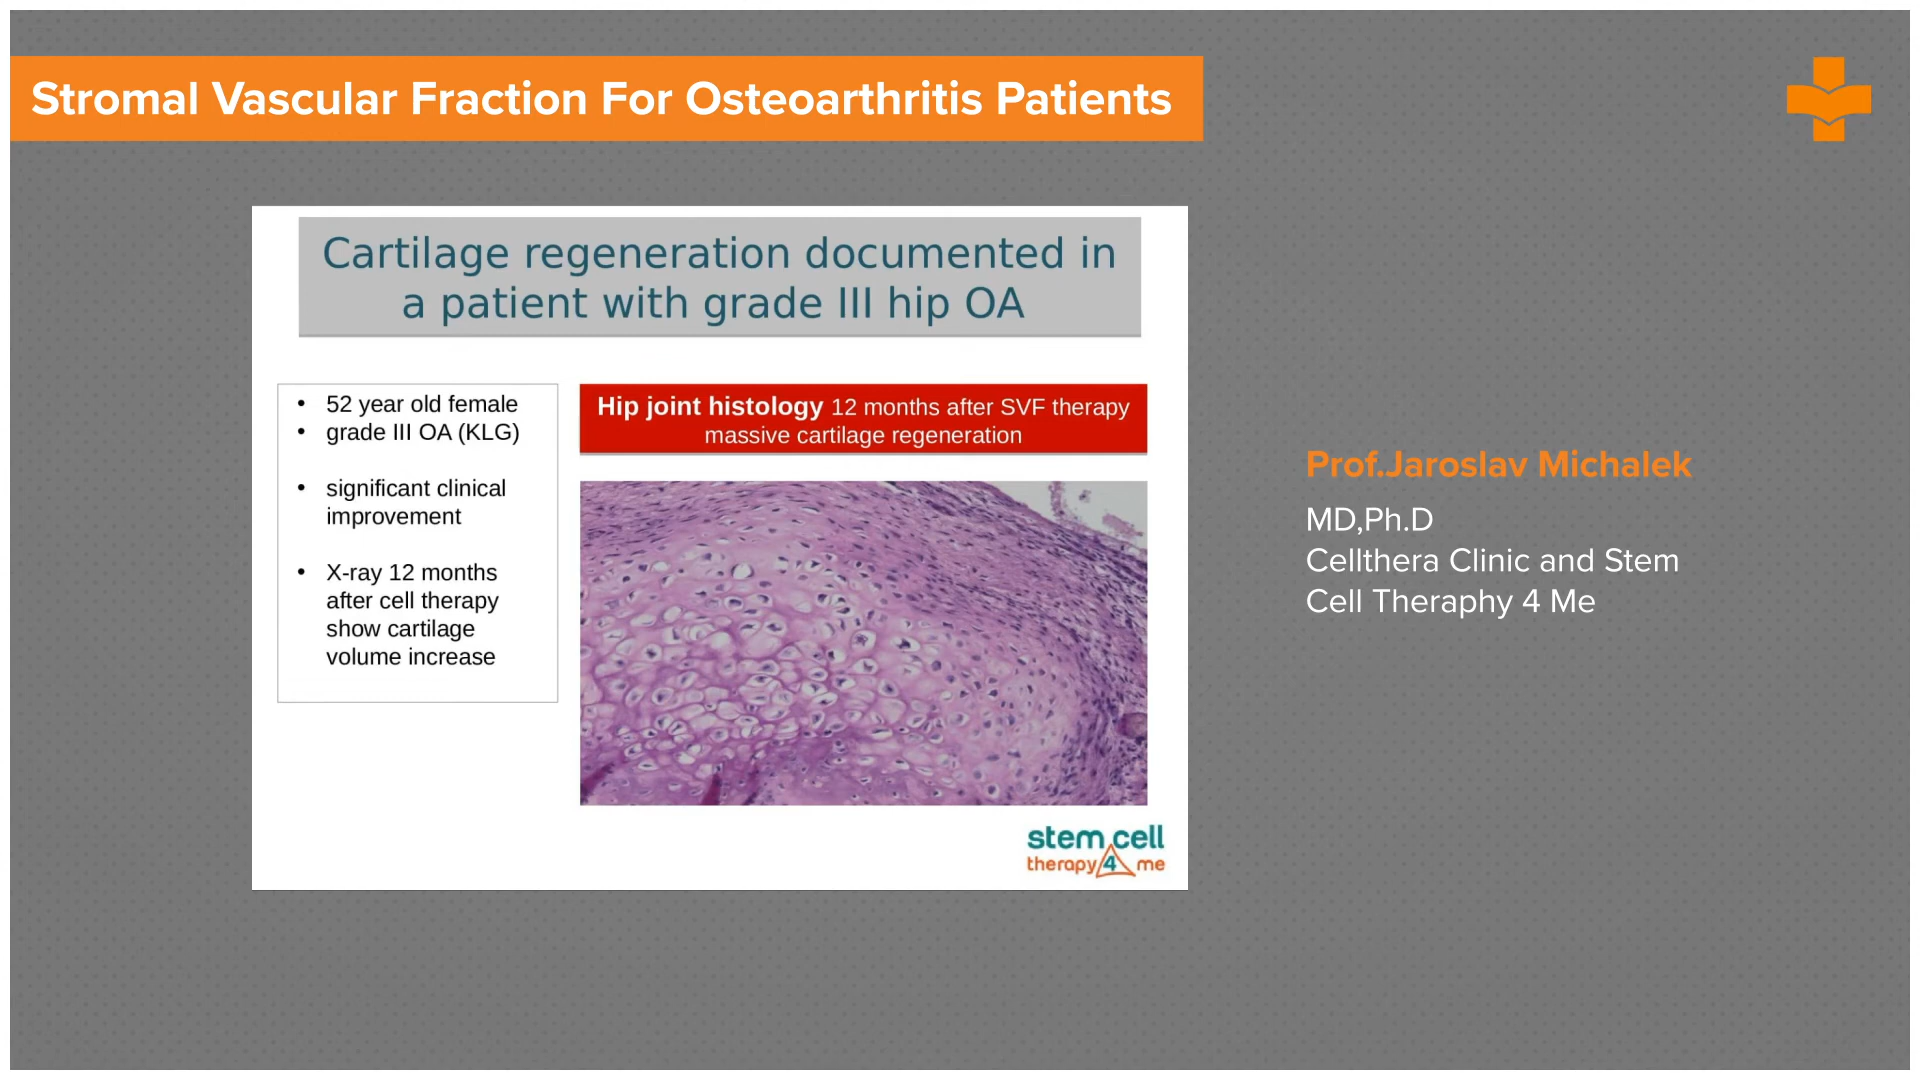 Stromal Vascular Fraction For Osteoarthritis Patients
Cartilage regeneration documented in
a patient with grade III hip OA
• 52 year old female
• grade III OA (KLG)
• significant clinical
improvement
• X-ray 12 months
after cell therapy
show cartilage
volume increase
Hip joint histology 12 months after SVF therapy
massive cartilage regeneration
stem cell
therapy 4 me
Prof.Jaroslav Michalek
MD,Ph.D
Cellthera Clinic and Stem
Cell Theraphy 4 Me